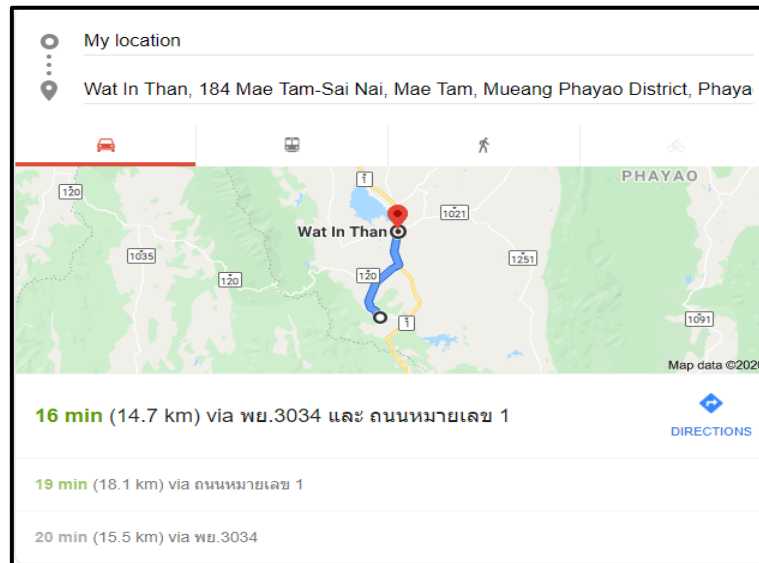 My location
Wat In Than, 184 Mae Tam-Sai Nai, Mae Tam, Mueang Phayao District, Phaya
PHAYAO
1
120
1021
Wat In Than
1035
120
120
1251
1
1091
Map data ©2020
16 min (14.7 km) via พย.3034 และ ถนนหมายเลข 1
DIRECTIONS
19 min (18.1 km) via ถนนหมายเลข 1
20 min (15.5 km) via พย.3034